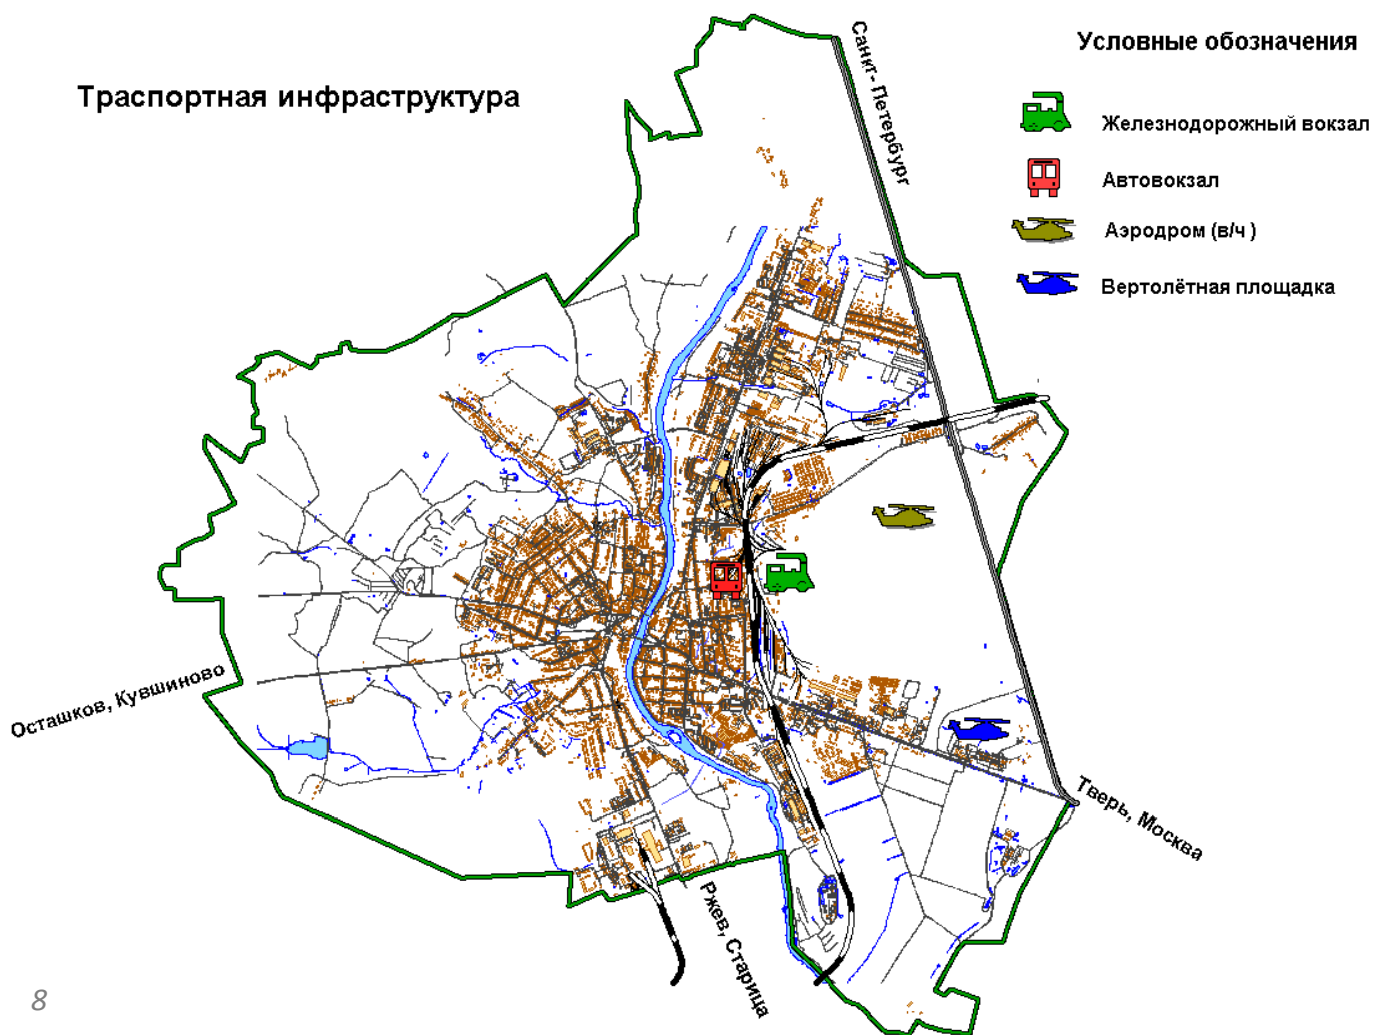 Траспортная инфраструктура
Условные обозначения
Железнодорожный вокзал
Автовокзал
Аэродром (в/ч )
Вертолётная площадка
Санкт- Петербург
Осташков, Кувшиново
Тверь, Москва
Ржев, Старица
8